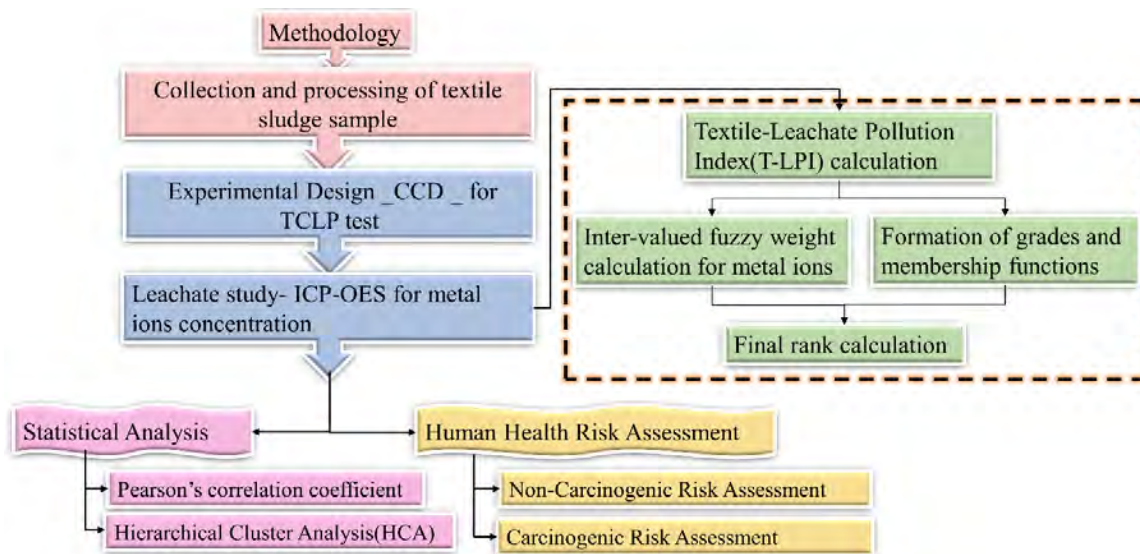 Methodology
Collection and processing of textile
sludge sample
Experimental Design _CCD _ for
TCLP test
Leachate study- ICP-OES for metal
ions concentration
Textile-Leachate Pollution
Index(T-LPI) calculation
Inter-valued fuzzy weight
calculation for metal ions
Formation of grades and
membership functions
Final rank calculation
Statistical Analysis
Pearson's correlation coefficient
Hierarchical Cluster Analysis(HCA)
Human Health Risk Assessment
Non-Carcinogenic Risk Assessment
Carcinogenic Risk Assessment